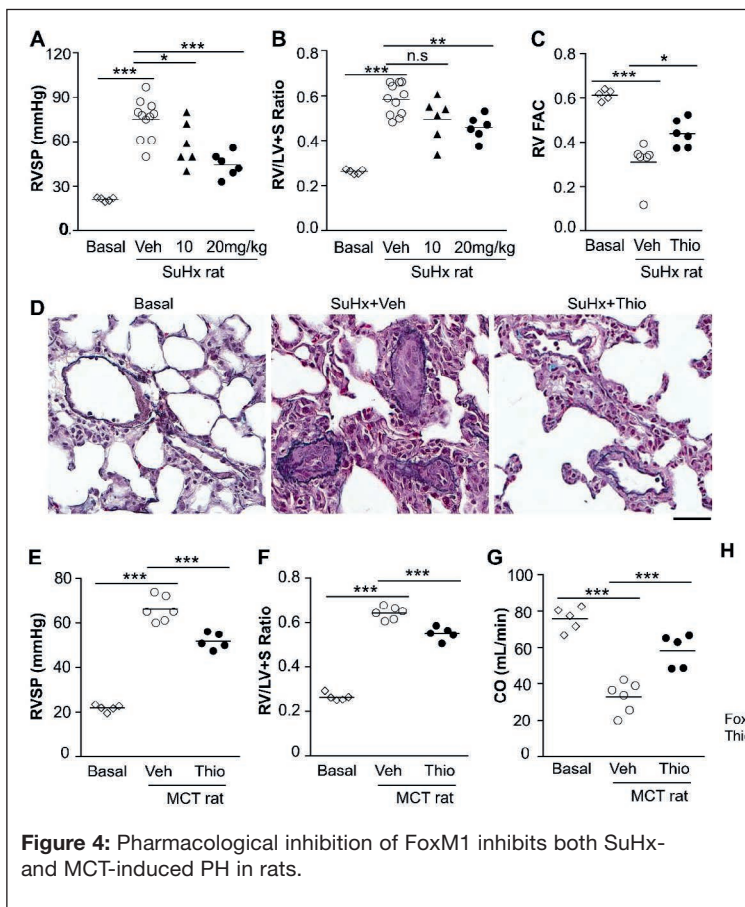 A
RVSP (mmHg)
120
90
60
30
0.
***
*
***
Basal Veh 10 20mg/kg
SuHx rat
B
RV/LV+S Ratio
0.8
0.6
0.4
0.2
0.0
**
n.s
***
Basal Veh 10 20mg/kg
SuHx rat
C
RV FAC
0.8
0.6
0.4
0.2
0.0
*
***
Basal Veh Thio
SuHx rat
D
Basal
SuHx+Veh
SuHx+Thio
E
RVSP (mmHg)
80
60
40
20
0
***
***
Basal Veh Thio
MCT rat
F
RV/LV+S Ratio
0.8
0.6
0.4
0.2
0
***
***
Basal Veh Thio
MCT rat
G
CO (mL/min)
100
80
60
40
20
0
***
***
Basal Veh Thio
MCT rat
H
Fox
Thi
Figure 4: Pharmacological inhibition of FoxM1 inhibits both SuHx-
and MCT-induced PH in rats.